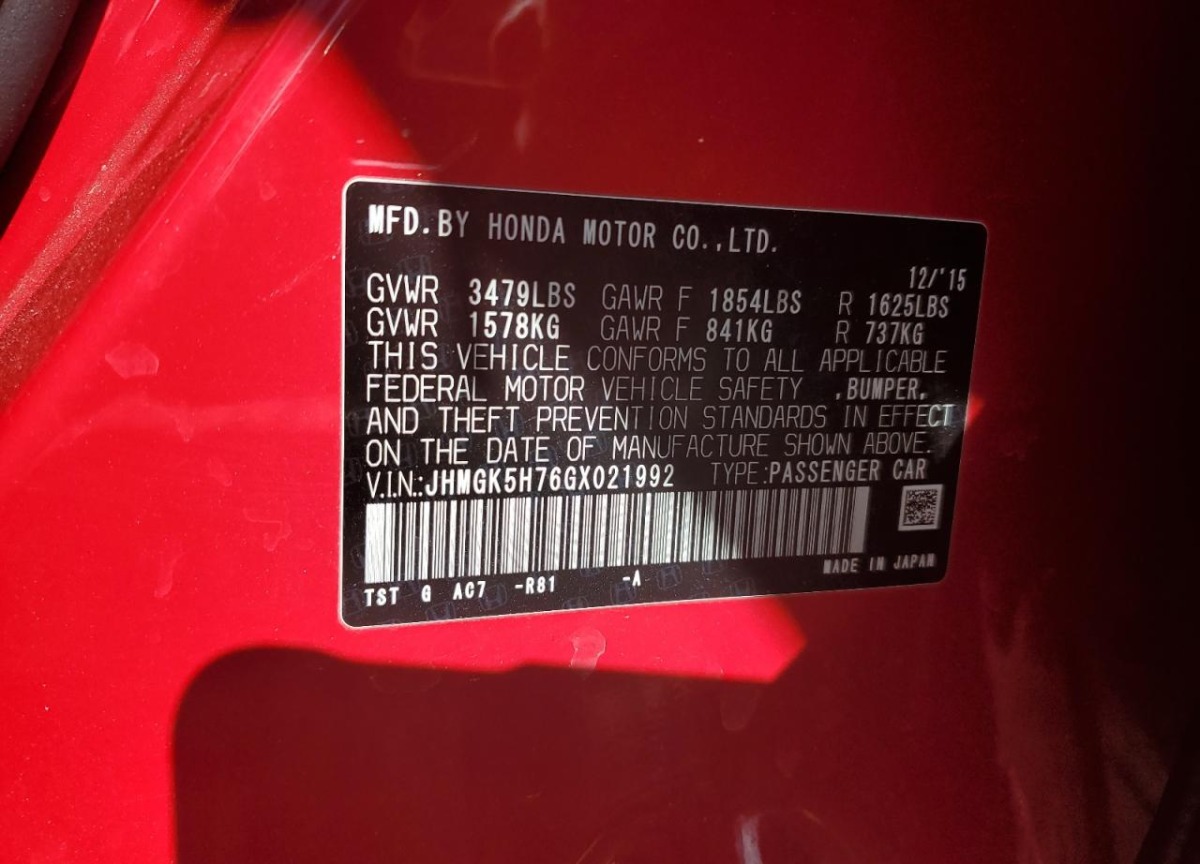 MFD. BY HONDA MOTOR CO., LTD.
12/'15
GVWR 3479LBS GAWR F 1854LBS R 1625LBS
GVWR 1578KG GAWR F 841KG R 737KG
THIS VEHICLE CONFORMS TO ALL APPLICABLE
FEDERAL MOTOR VEHICLE SAFETY ,BUMPER,
AND THEFT PREVENTION STANDARDS IN EFFECT
ON THE DATE OF MANUFACTURE SHOWN ABOVE.
V.I.N.:JHMGK5H76GX021992 TYPE:PASSENGER CAR
MADE IN JAPAN
TST G AC7 -R81 -A